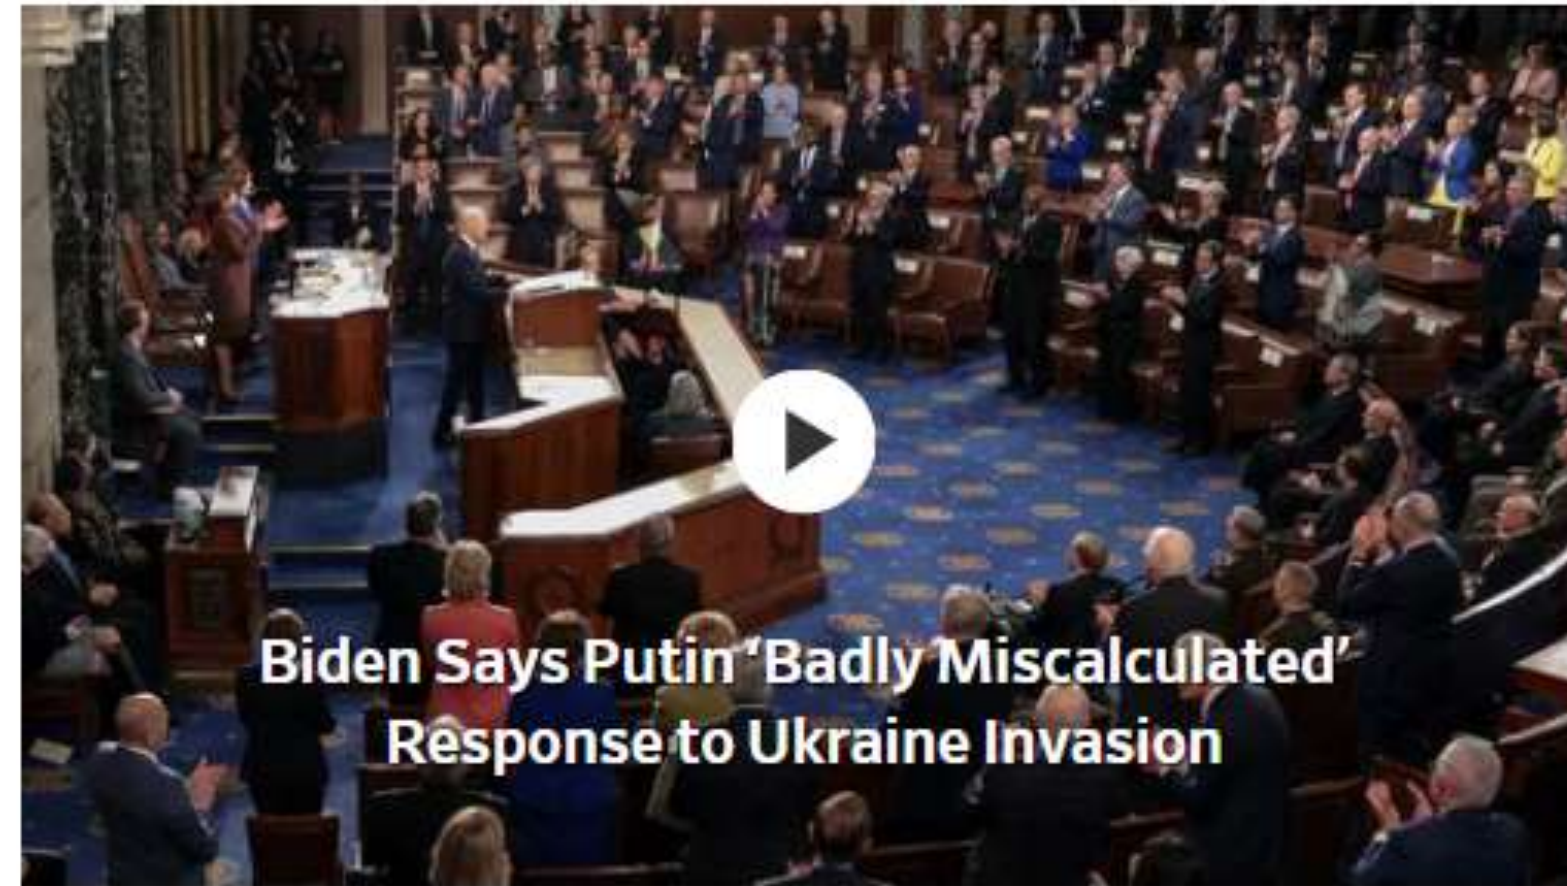 Biden Says Putin ‘Badly Miscalculated’
Response to Ukraine Invasion